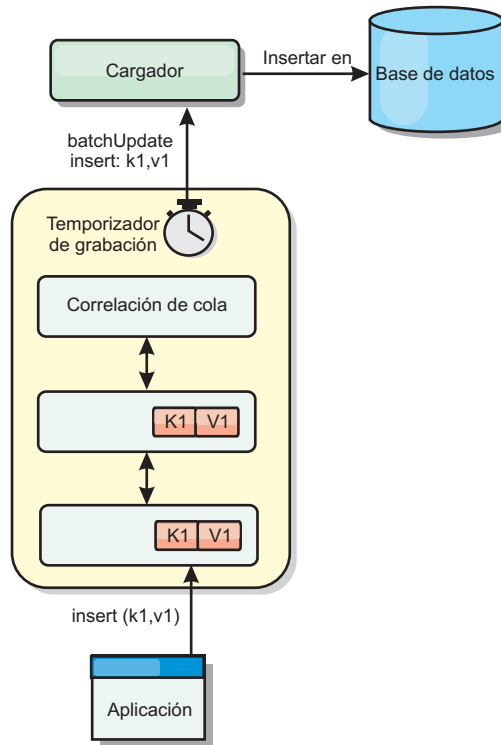 Cargador
Insertar en
Base de datos
batchUpdate
insert: k1,v1
Temporizador
de grabación
Correlación de cola
K1 V1
K1 V1
insert (k1,v1)
Aplicación